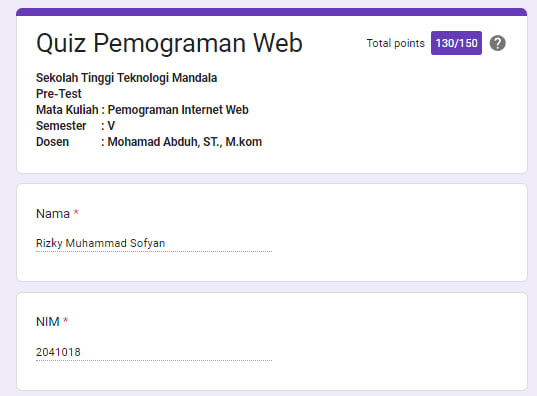 Quiz Pemograman Web
Total points 130/150 ?
Sekolah Tinggi Teknologi Mandala
Pre-Test
Mata Kuliah : Pemograman Internet Web
Semester : V
Dosen : Mohamad Abduh, ST., M.kom
Nama *
Rizky Muhammad Sofyan
NIM *
2041018